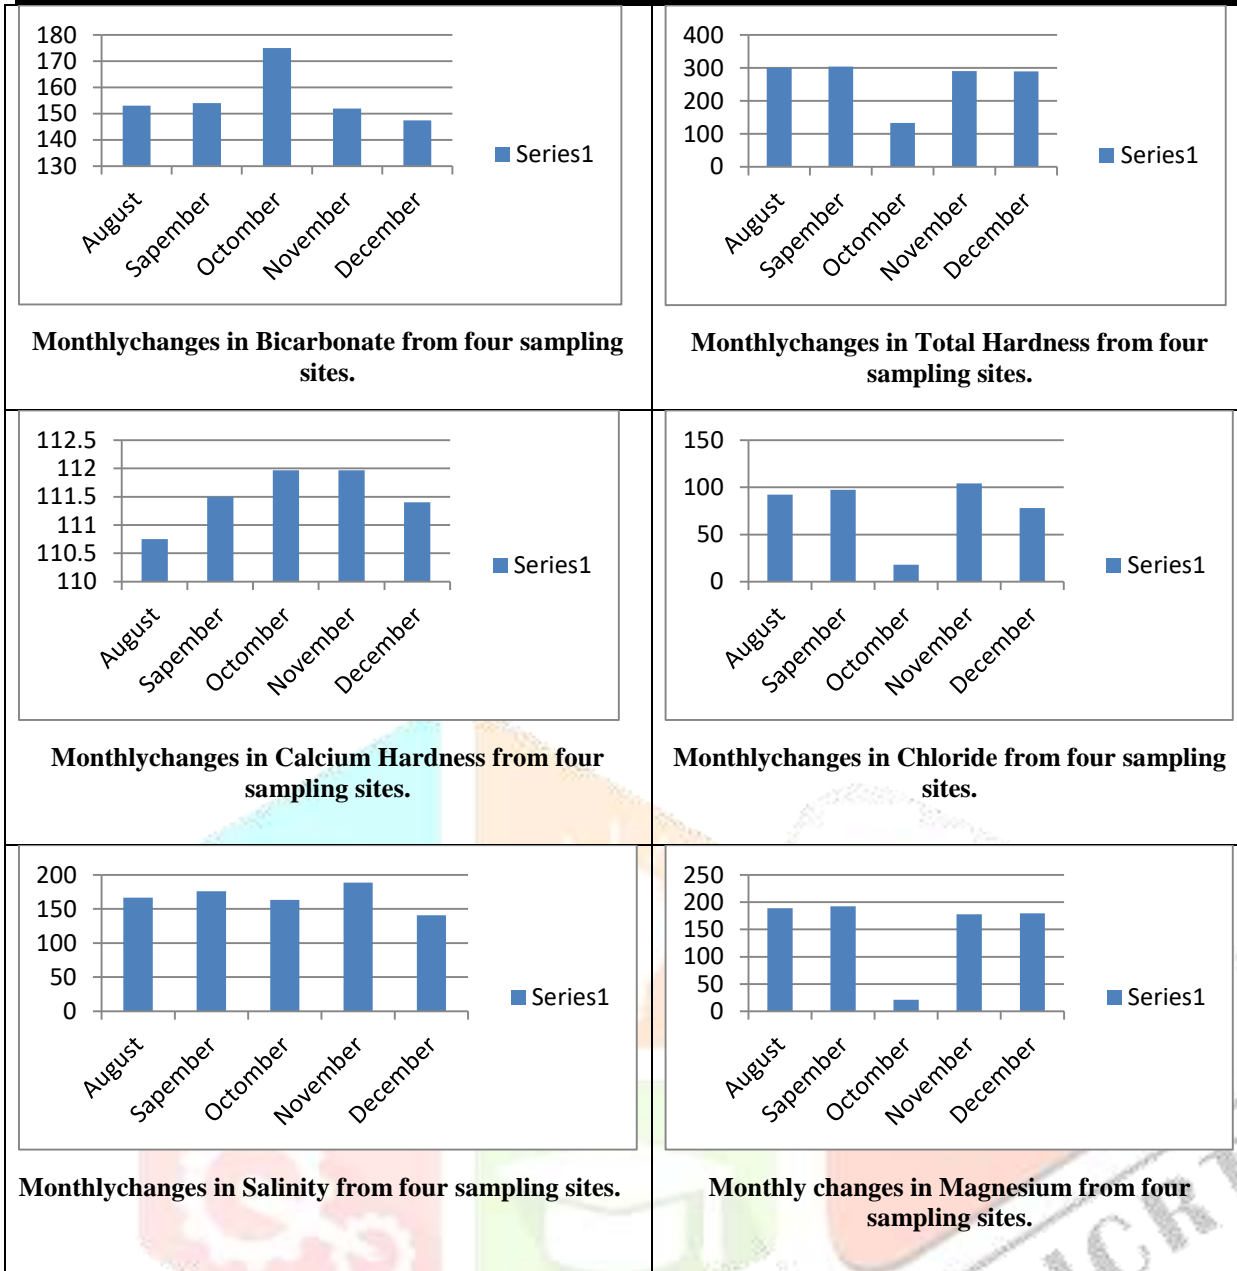 180
170
160
150
140
130
August
Sapember
Octomber
November
December
Series1
Monthlychanges in Bicarbonate from four sampling
sites.
400
300
200
100
0
August
Sapember
Octomber
November
December
Series1
Monthlychanges in Total Hardness from four
sampling sites.
112.5
112
111.5
111
110.5
110
August
Sapember
Octomber
November
December
Series1
Monthlychanges in Calcium Hardness from four
sampling sites.
150
100
50
0
August
Sapember
Octomber
November
December
Series1
Monthlychanges in Chloride from four sampling
sites.
200
150
100
50
0
August
Sapember
Octomber
November
December
Series1
Monthlychanges in Salinity from four sampling sites.
250
200
150
100
50
0
August
Sapember
Octomber
November
December
Series1
Monthly changes in Magnesium from four
sampling sites.